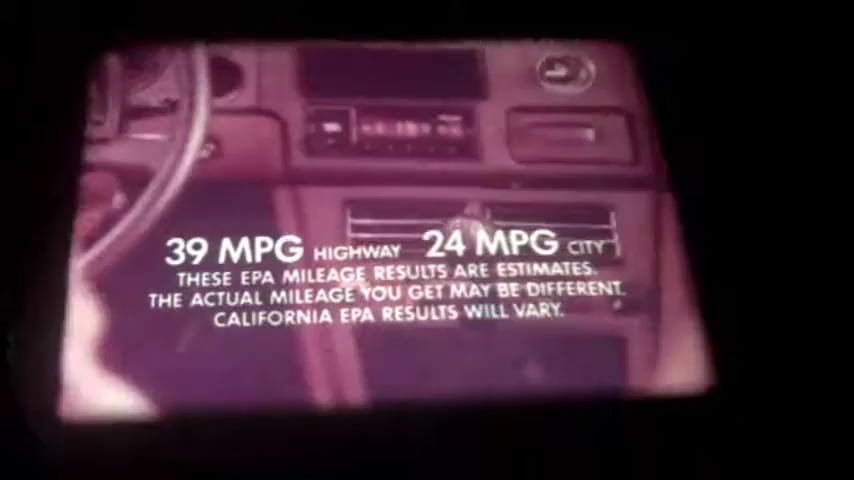 39 MPG HIGHWAY 24 MPG CITY
THESE EPA MILEAGE RESULTS ARE ESTIMATES.
THE ACTUAL MILEAGE YOU GET MAY BE DIFFERENT.
CALIFORNIA EPA RESULTS WILL VARY.